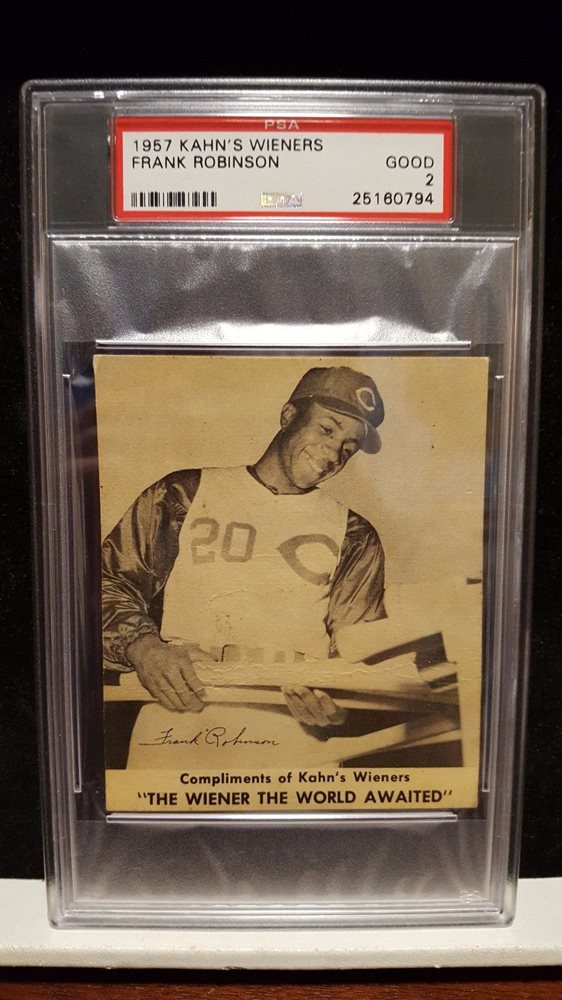 PSA
1957 KAHN'S WIENERS
FRANK ROBINSON GOOD
2
25160794
C
20 C
Frank Robinson
Compliments of Kahn's Wieners
"THE WIENER THE WORLD AWAITED"